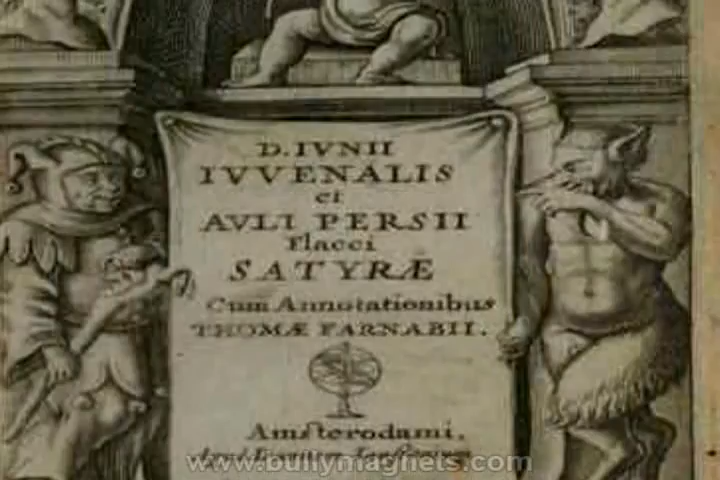 D. IVNII
IVVENALIS
et
AVLI PERSII
Flacci
SATYRÆ
Cum Annotationibus
THOMÆ FARNABII.
Amsterodami,
www.bullymagnets.com